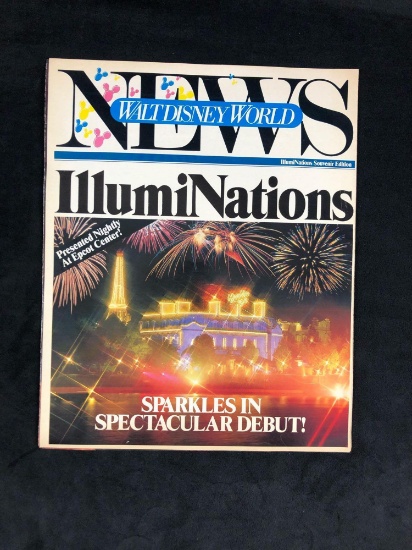 NEWS
WALT DISNEY WORLD
IllumiNations Souvenir Edition
IllumiNations
Presented Nightly
At Epcot Center!
SPARKLES IN
SPECTACULAR DEBUT!